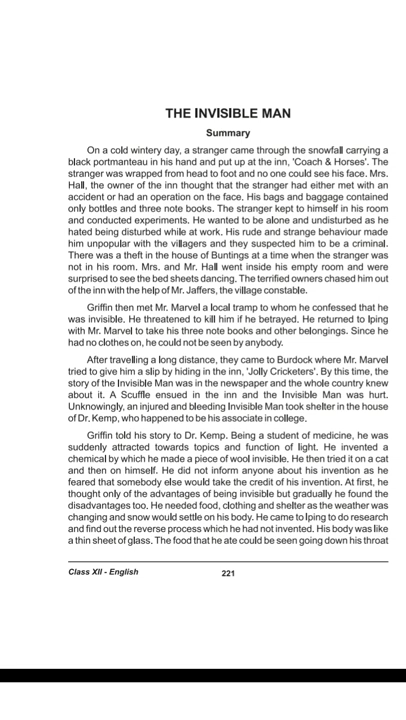 THE INVISIBLE MAN
Summary
On a cold wintery day, a stranger came through the snowfall carrying a
black portmanteau in his hand and put up at the inn, 'Coach & Horses'. The
stranger was wrapped from head to foot and no one could see his face. Mrs.
Hall, the owner of the inn thought that the stranger had either met with an
accident or had an operation on the face. His bags and baggage contained
only bottles and three note books. The stranger kept to himself in his room
and conducted experiments. He wanted to be alone and undisturbed as he
hated being disturbed while at work. His rude and strange behaviour made
him unpopular with the villagers and they suspected him to be a criminal.
There was a theft in the house of Buntings at a time when the stranger was
not in his room. Mrs. and Mr. Hall went inside his empty room and were
surprised to see the bed sheets dancing. The terrified owners chased him out
of the inn with the help of Mr. Jaffers, the village constable.
Griffin then met Mr. Marvel a local tramp to whom he confessed that he
was invisible. He threatened to kill him if he betrayed. He returned to Iping
with Mr. Marvel to take his three note books and other belongings. Since he
had no clothes on, he could not be seen by anybody.
After travelling a long distance, they came to Burdock where Mr. Marvel
tried to give him a slip by hiding in the inn, 'Jolly Cricketers'. By this time, the
story of the Invisible Man was in the newspaper and the whole country knew
about it. A Scuffle ensued in the inn and the Invisible Man was hurt.
Unknowingly, an injured and bleeding Invisible Man took shelter in the house
of Dr. Kemp, who happened to be his associate in college.
Griffin told his story to Dr. Kemp. Being a student of medicine, he was
suddenly attracted towards topics and function of light. He invented a
chemical by which he made a piece of wool invisible. He then tried it on a cat
and then on himself. He did not inform anyone about his invention as he
feared that somebody else would take the credit of his invention. At first, he
thought only of the advantages of being invisible but gradually he found the
disadvantages too. He needed food, clothing and shelter as the weather was
changing and snow would settle on his body. He came to Iping to do research
and find out the reverse process which he had not invented. His body was like
a thin sheet of glass. The food that he ate could be seen going down his throat
Class XII - English
221